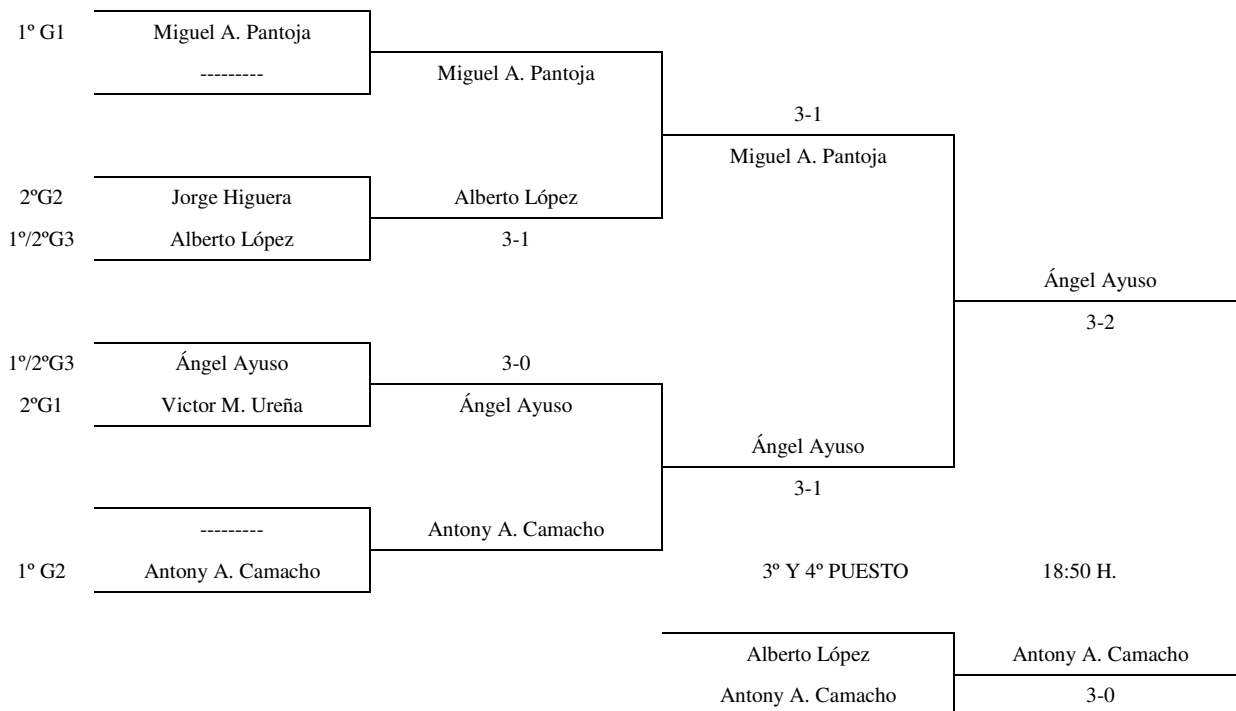 1º G1 Miguel A. Pantoja
--------- Miguel A. Pantoja
3-1
Miguel A. Pantoja
2ºG2 Jorge Higuera Alberto López
1º/2ºG3 Alberto López 3-1
Ángel Ayuso
3-2
1º/2ºG3 Ángel Ayuso 3-0
2ºG1 Victor M. Ureña Ángel Ayuso
Ángel Ayuso
3-1
--------- Antony A. Camacho
1º G2 Antony A. Camacho 3º Y 4º PUESTO 18:50 H.
Alberto López Antony A. Camacho
Antony A. Camacho 3-0